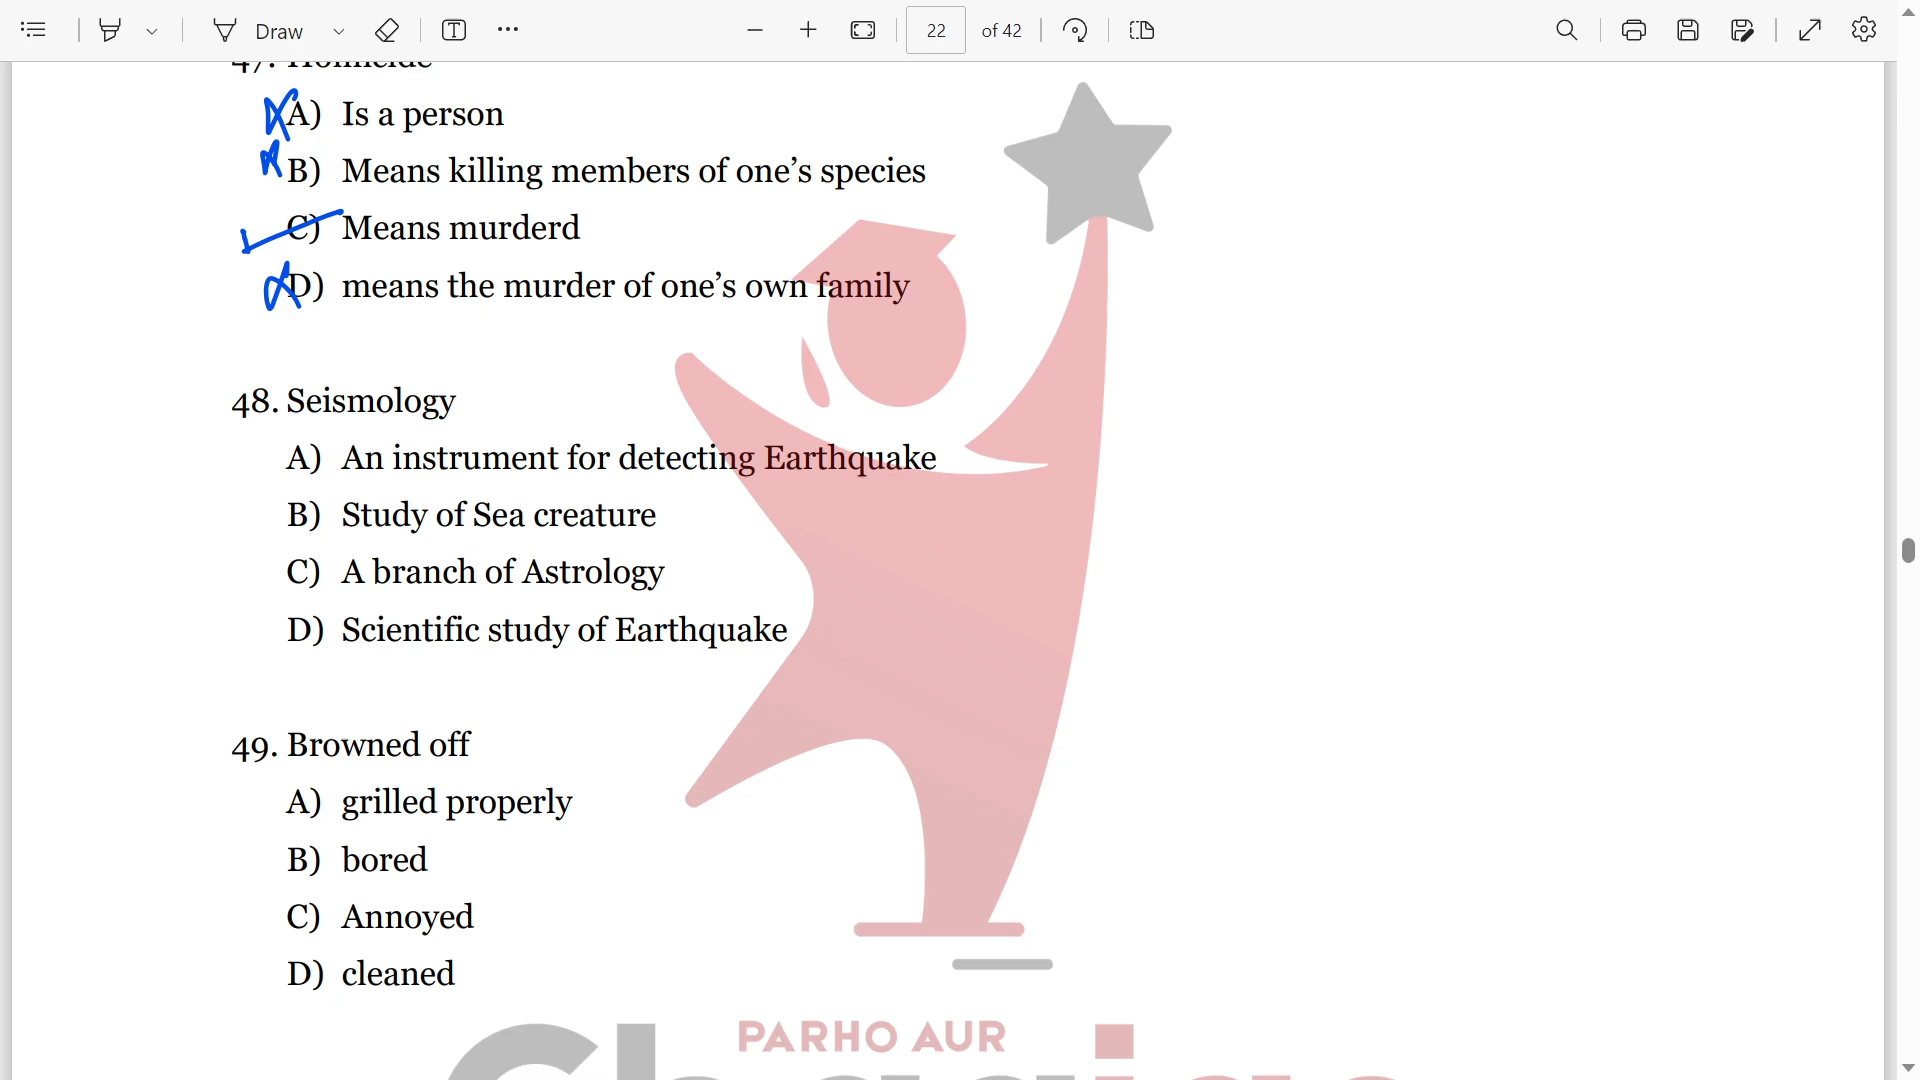 Draw
22
of 42
47. Homicide
A) Is a person
B) Means killing members of one’s species
C) Means murderd
D) means the murder of one’s own family
48. Seismology
A) An instrument for detecting Earthquake
B) Study of Sea creature
C) A branch of Astrology
D) Scientific study of Earthquake
49. Browned off
A) grilled properly
B) bored
C) Annoyed
D) cleaned
PARHO AUR